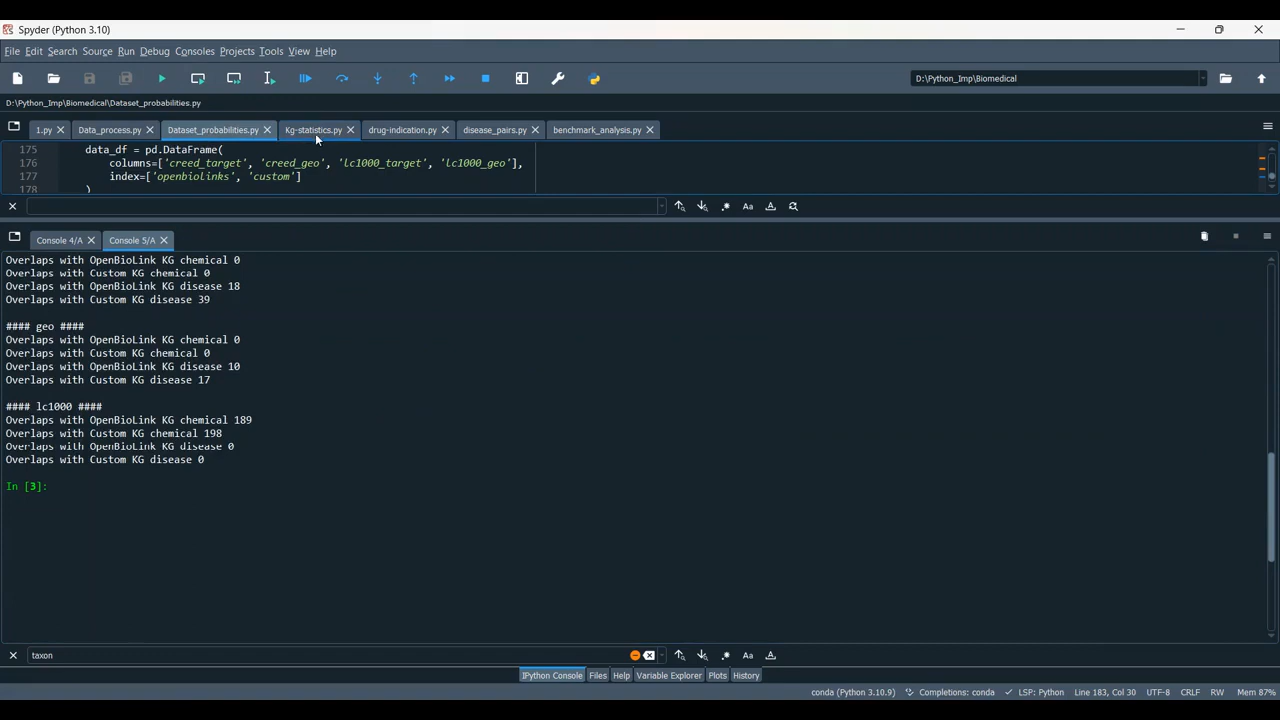 Spyder (Python 3.10)
File Edit Search Source Run Debug Consoles Projects Tools View Help
D:\Python_Imp\Biomedical
D:\Python_Imp\Biomedical\Dataset_probabilities.py
1.py Data_process.py Dataset_probabilities.py Kg-statistics.py drug-indication.py disease_pairs.py benchmark_analysis.py
175 data_df = pd.DataFrame(
176 columns=['creed_target', 'creed_geo', 'lc1000_target', 'lc1000_geo'],
177 index=['openbiolinks', 'custom']
178 )
Aa
Console 4/A Console 5/A
Overlaps with OpenBioLink KG chemical 0
Overlaps with Custom KG chemical 0
Overlaps with OpenBioLink KG disease 18
Overlaps with Custom KG disease 39
#### geo ####
Overlaps with OpenBioLink KG chemical 0
Overlaps with Custom KG chemical 0
Overlaps with OpenBioLink KG disease 10
Overlaps with Custom KG disease 17
#### lc1000 ####
Overlaps with OpenBioLink KG chemical 189
Overlaps with Custom KG chemical 198
Overlaps with OpenBioLink KG disease 0
Overlaps with Custom KG disease 0
In [3]:
taxon Aa
IPython Console Files Help Variable Explorer Plots History
conda (Python 3.10.9) Completions: conda LSP: Python Line 183, Col 30 UTF-8 CRLF RW Mem 87%